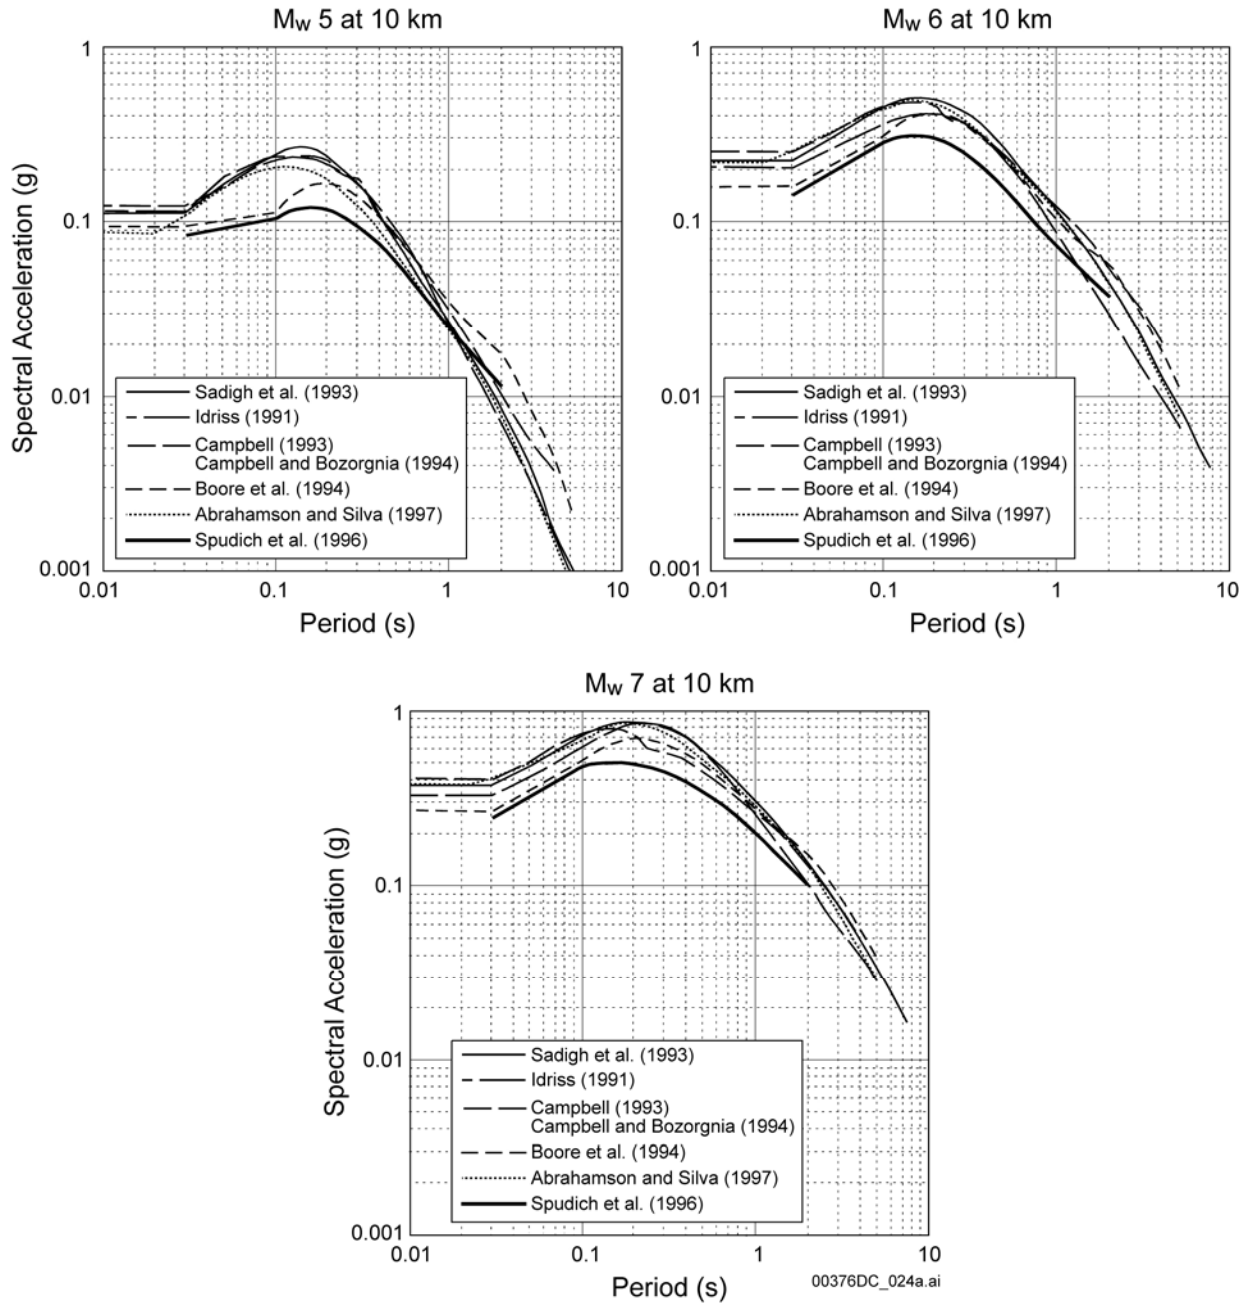 M_w 5 at 10 km
Spectral Acceleration (g)
1
0.1
0.01
0.001
Sadigh et al. (1993)
Idriss (1991)
Campbell (1993)
Campbell and Bozorgnia (1994)
Boore et al. (1994)
Abrahamson and Silva (1997)
Spudich et al. (1996)
0.01 0.1 1 10
Period (s)
M_w 6 at 10 km
1
0.1
0.01
0.001
Sadigh et al. (1993)
Idriss (1991)
Campbell (1993)
Campbell and Bozorgnia (1994)
Boore et al. (1994)
Abrahamson and Silva (1997)
Spudich et al. (1996)
0.01 0.1 1 10
Period (s)
M_w 7 at 10 km
Spectral Acceleration (g)
1
0.1
0.01
0.001
Sadigh et al. (1993)
Idriss (1991)
Campbell (1993)
Campbell and Bozorgnia (1994)
Boore et al. (1994)
Abrahamson and Silva (1997)
Spudich et al. (1996)
0.01 0.1 1 10
Period (s)
00376DC_024a.ai